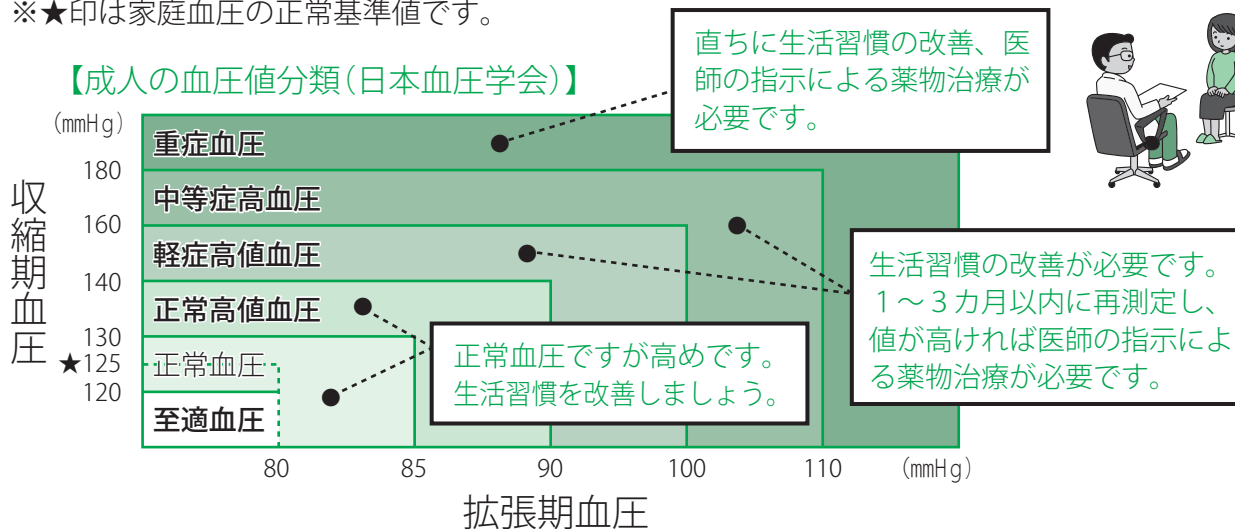 ※★印は家庭血圧の正常基準値です。
【成人の血圧値分類(日本血圧学会)】
直ちに生活習慣の改善、医
師の指示による薬物治療が
必要です。
(mmHg)
収縮期血圧
重症血圧
180
中等症高血圧
160
軽症高値血圧
140
正常高値血圧
130
正常血圧
★125
120
至適血圧
正常血圧ですが高めです。
生活習慣を改善しましょう。
生活習慣の改善が必要です。
1〜3カ月以内に再測定し、
値が高ければ医師の指示によ
る薬物治療が必要です。
80
85
90
100
110
(mmHg)
拡張期血圧